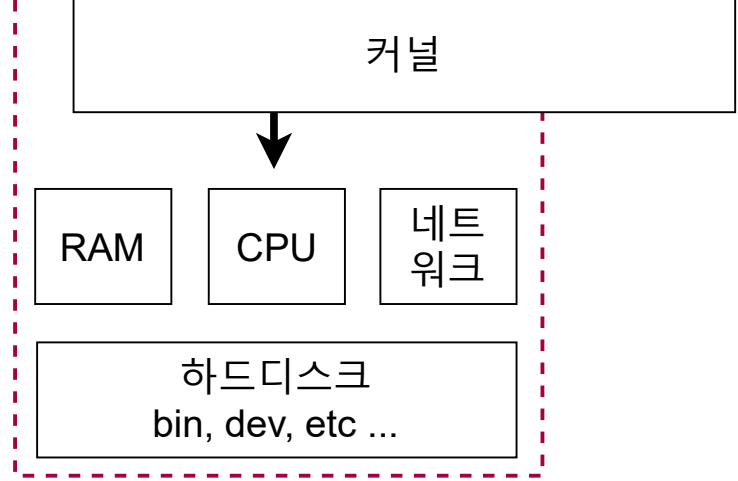 커널
RAM
CPU
네트
워크
하드디스크
bin, dev, etc ...